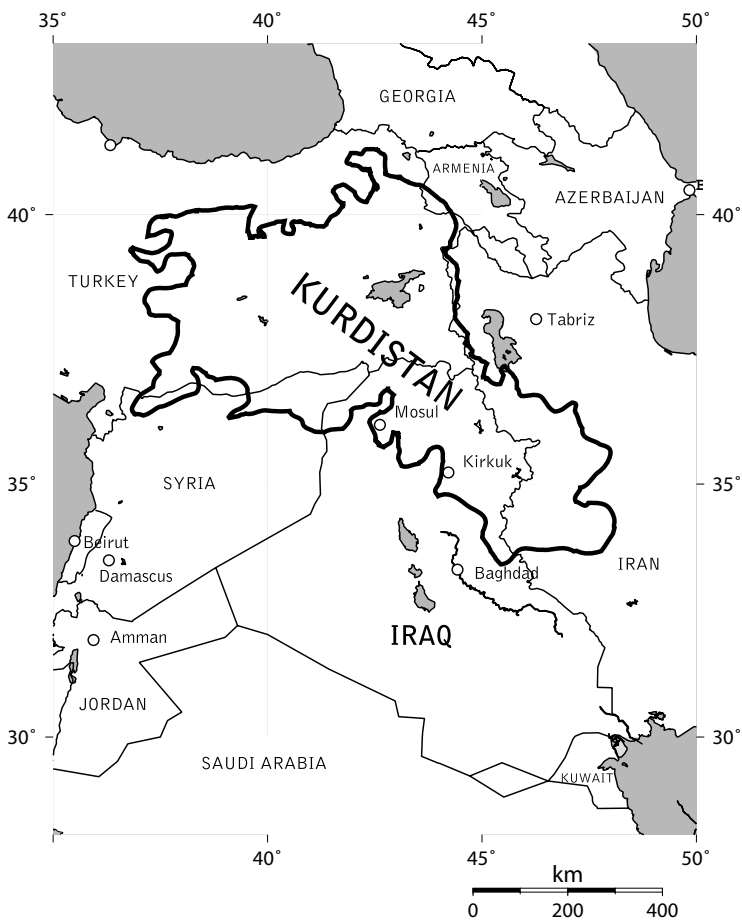 35° 40° 45° 50°
GEORGIA
ARMENIA
AZERBAIJAN
40° 40°
TURKEY
KURDISTAN
Tabriz
Mosul
Kirkuk
SYRIA
35° 35°
Beirut
IRAN
Damascus
Baghdad
Amman
IRAQ
JORDAN
30° 30°
SAUDI ARABIA
KUWAIT
40° 45° 50°
km
0 200 400